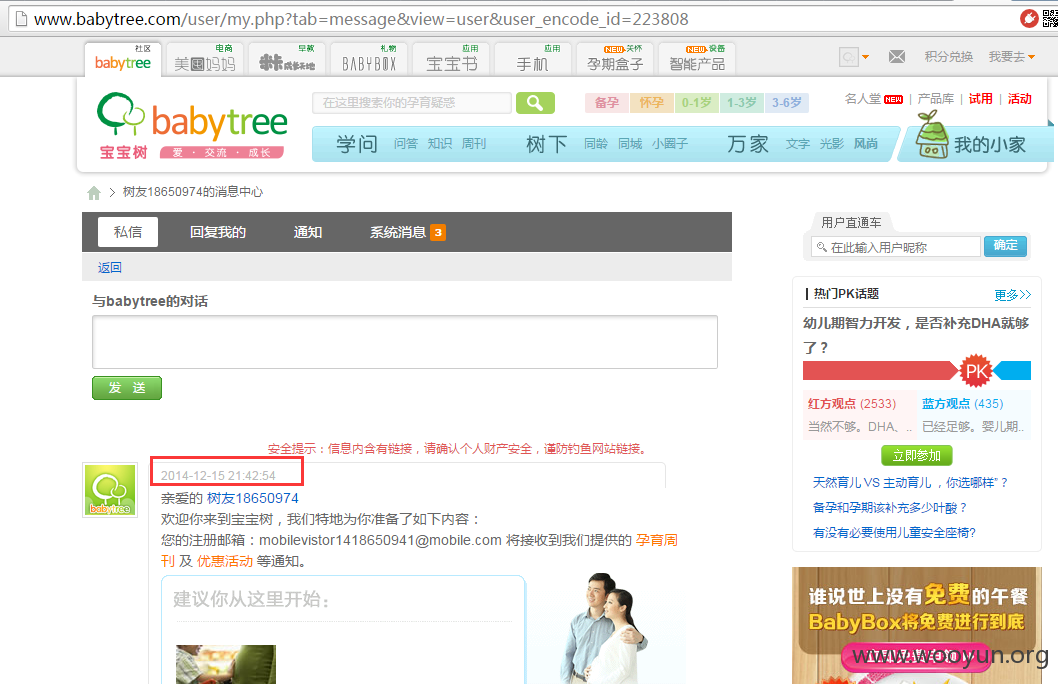 www.babytree.com/user/my.php?tab=message&view=user&user_encode_id=223808
社区 电商 早教 礼物 应用 应用 NEW 关怀 NEW 设备
babytree 美囤妈妈 BABYBOX 宝宝书 手机 孕期盒子 智能产品 积分兑换 我要去
babytree
宝宝树 爱 · 交流 · 成长
在这里搜索你的孕育疑惑 备孕 怀孕 0-1岁 1-3岁 3-6岁 名人堂 NEW | 产品库 | 试用 | 活动
学问 问答 知识 周刊 树下 同龄 同城 小圈子 万家 文字 光影 风尚 我的小家
树友18650974的消息中心
私信 回复我的 通知 系统消息 3
返回
与babytree的对话
发 送
安全提示：信息内含有链接，请确认个人财产安全，谨防钓鱼网站链接。
2014-12-15 21:42:54
babytree
亲爱的 树友18650974
欢迎你来到宝宝树，我们特地为你准备了如下内容：
您的注册邮箱：mobilevistor1418650941@mobile.com 将接收到我们提供的 孕育周
刊 及 优惠活动 等通知。
建议你从这里开始：
用户直通车
在此输入用户昵称 确定
热门PK话题 更多>>
幼儿期智力开发，是否补充DHA就够
了？
PK
红方观点 (2533) 蓝方观点 (435)
当然不够。DHA、.. 已经足够。婴儿期..
立即参加
天然育儿 VS 主动育儿 ，你选哪样"？
备孕和孕期该补充多少叶酸？
有没有必要使用儿童安全座椅?
谁说世上没有免费的午餐
BabyBox将免费进行到底
www.wooyun.org